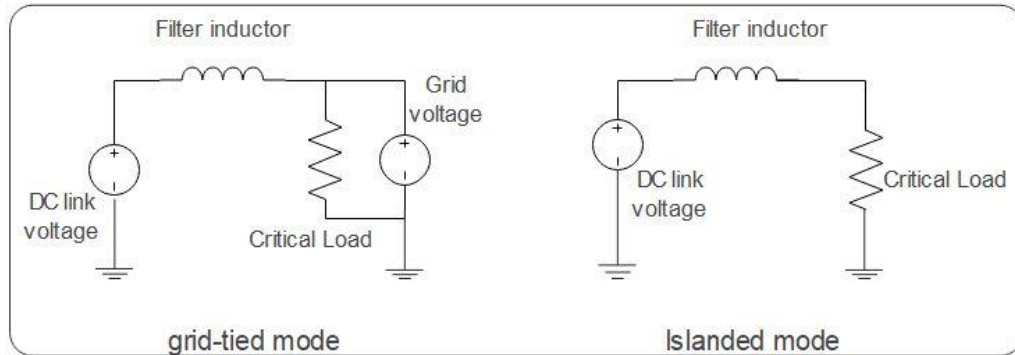 Filter inductor
Grid
voltage
DC link
voltage
Critical Load
grid-tied mode
Filter inductor
DC link
voltage
Critical Load
Islanded mode